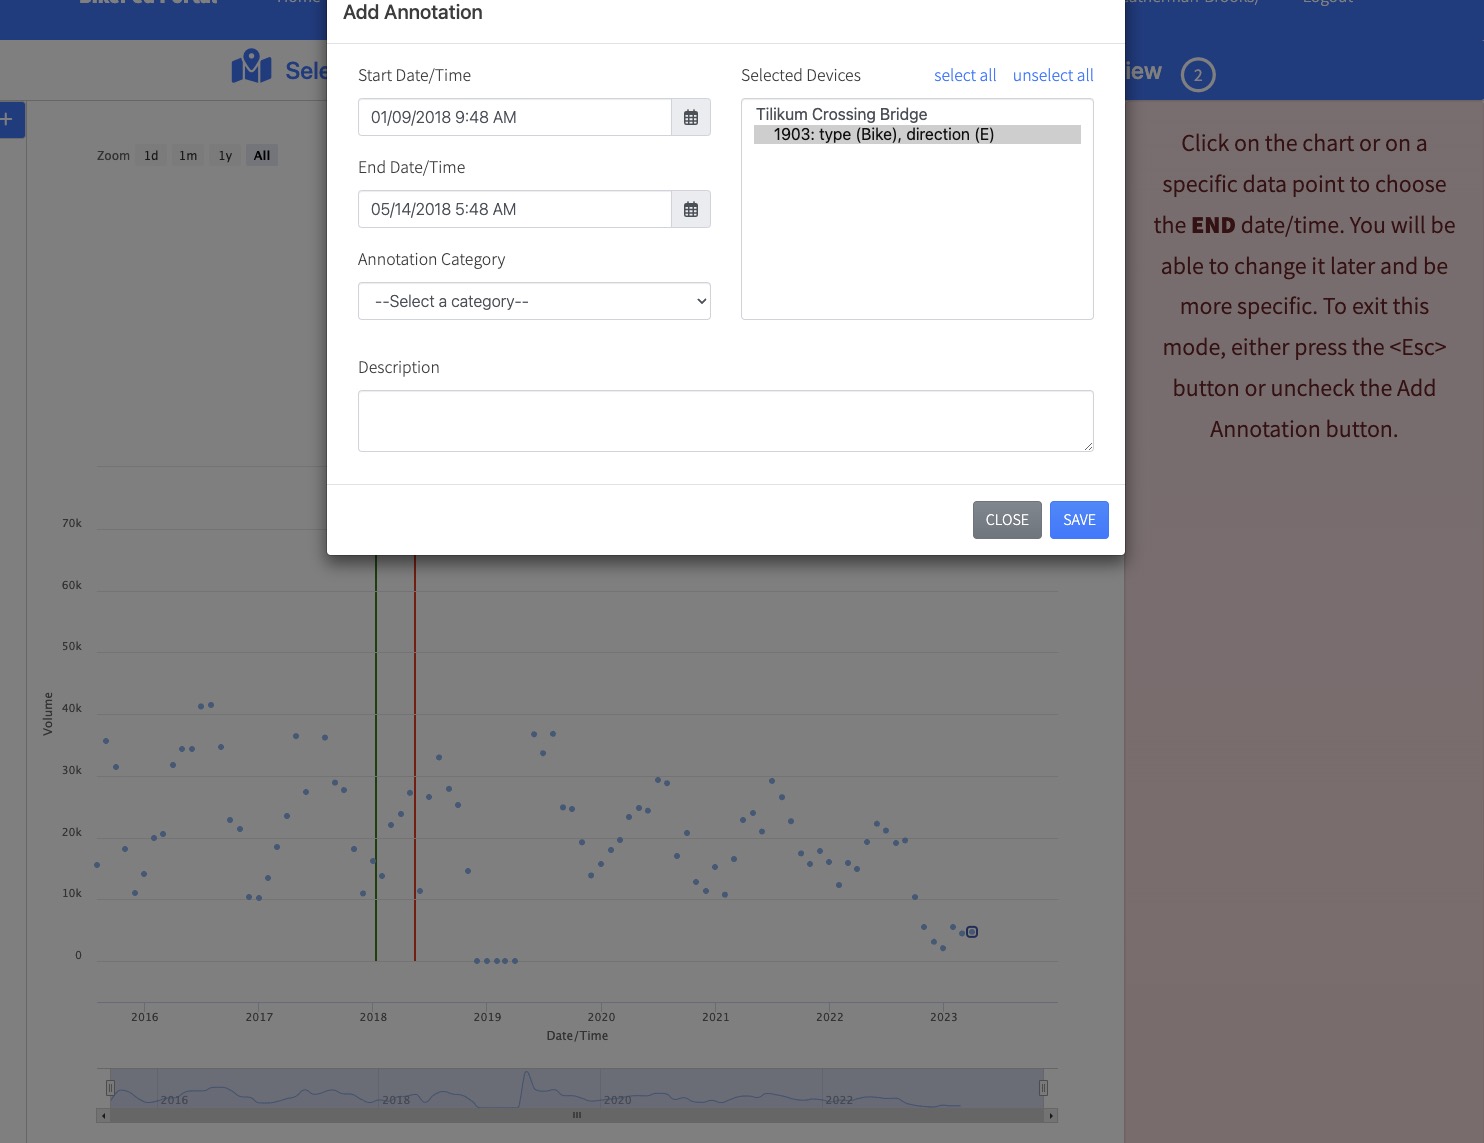 Add Annotation
Home
Logout
Sele
iew 2
Start Date/Time
Selected Devices select all unselect all
01/09/2018 9:48 AM
Tilikum Crossing Bridge
1903: type (Bike), direction (E)
End Date/Time
05/14/2018 5:48 AM
Annotation Category
--Select a category--
Description
CLOSE SAVE
Click on the chart or on a
specific data point to choose
the END date/time. You will be
able to change it later and be
more specific. To exit this
mode, either press the <Esc>
button or uncheck the Add
Annotation button.
Zoom 1d 1m 1y All
70k
60k
50k
40k
30k
20k
10k
0
Volume
2016 2017 2018 2019 2020 2021 2022 2023
Date/Time
2016 2018 2020 2022